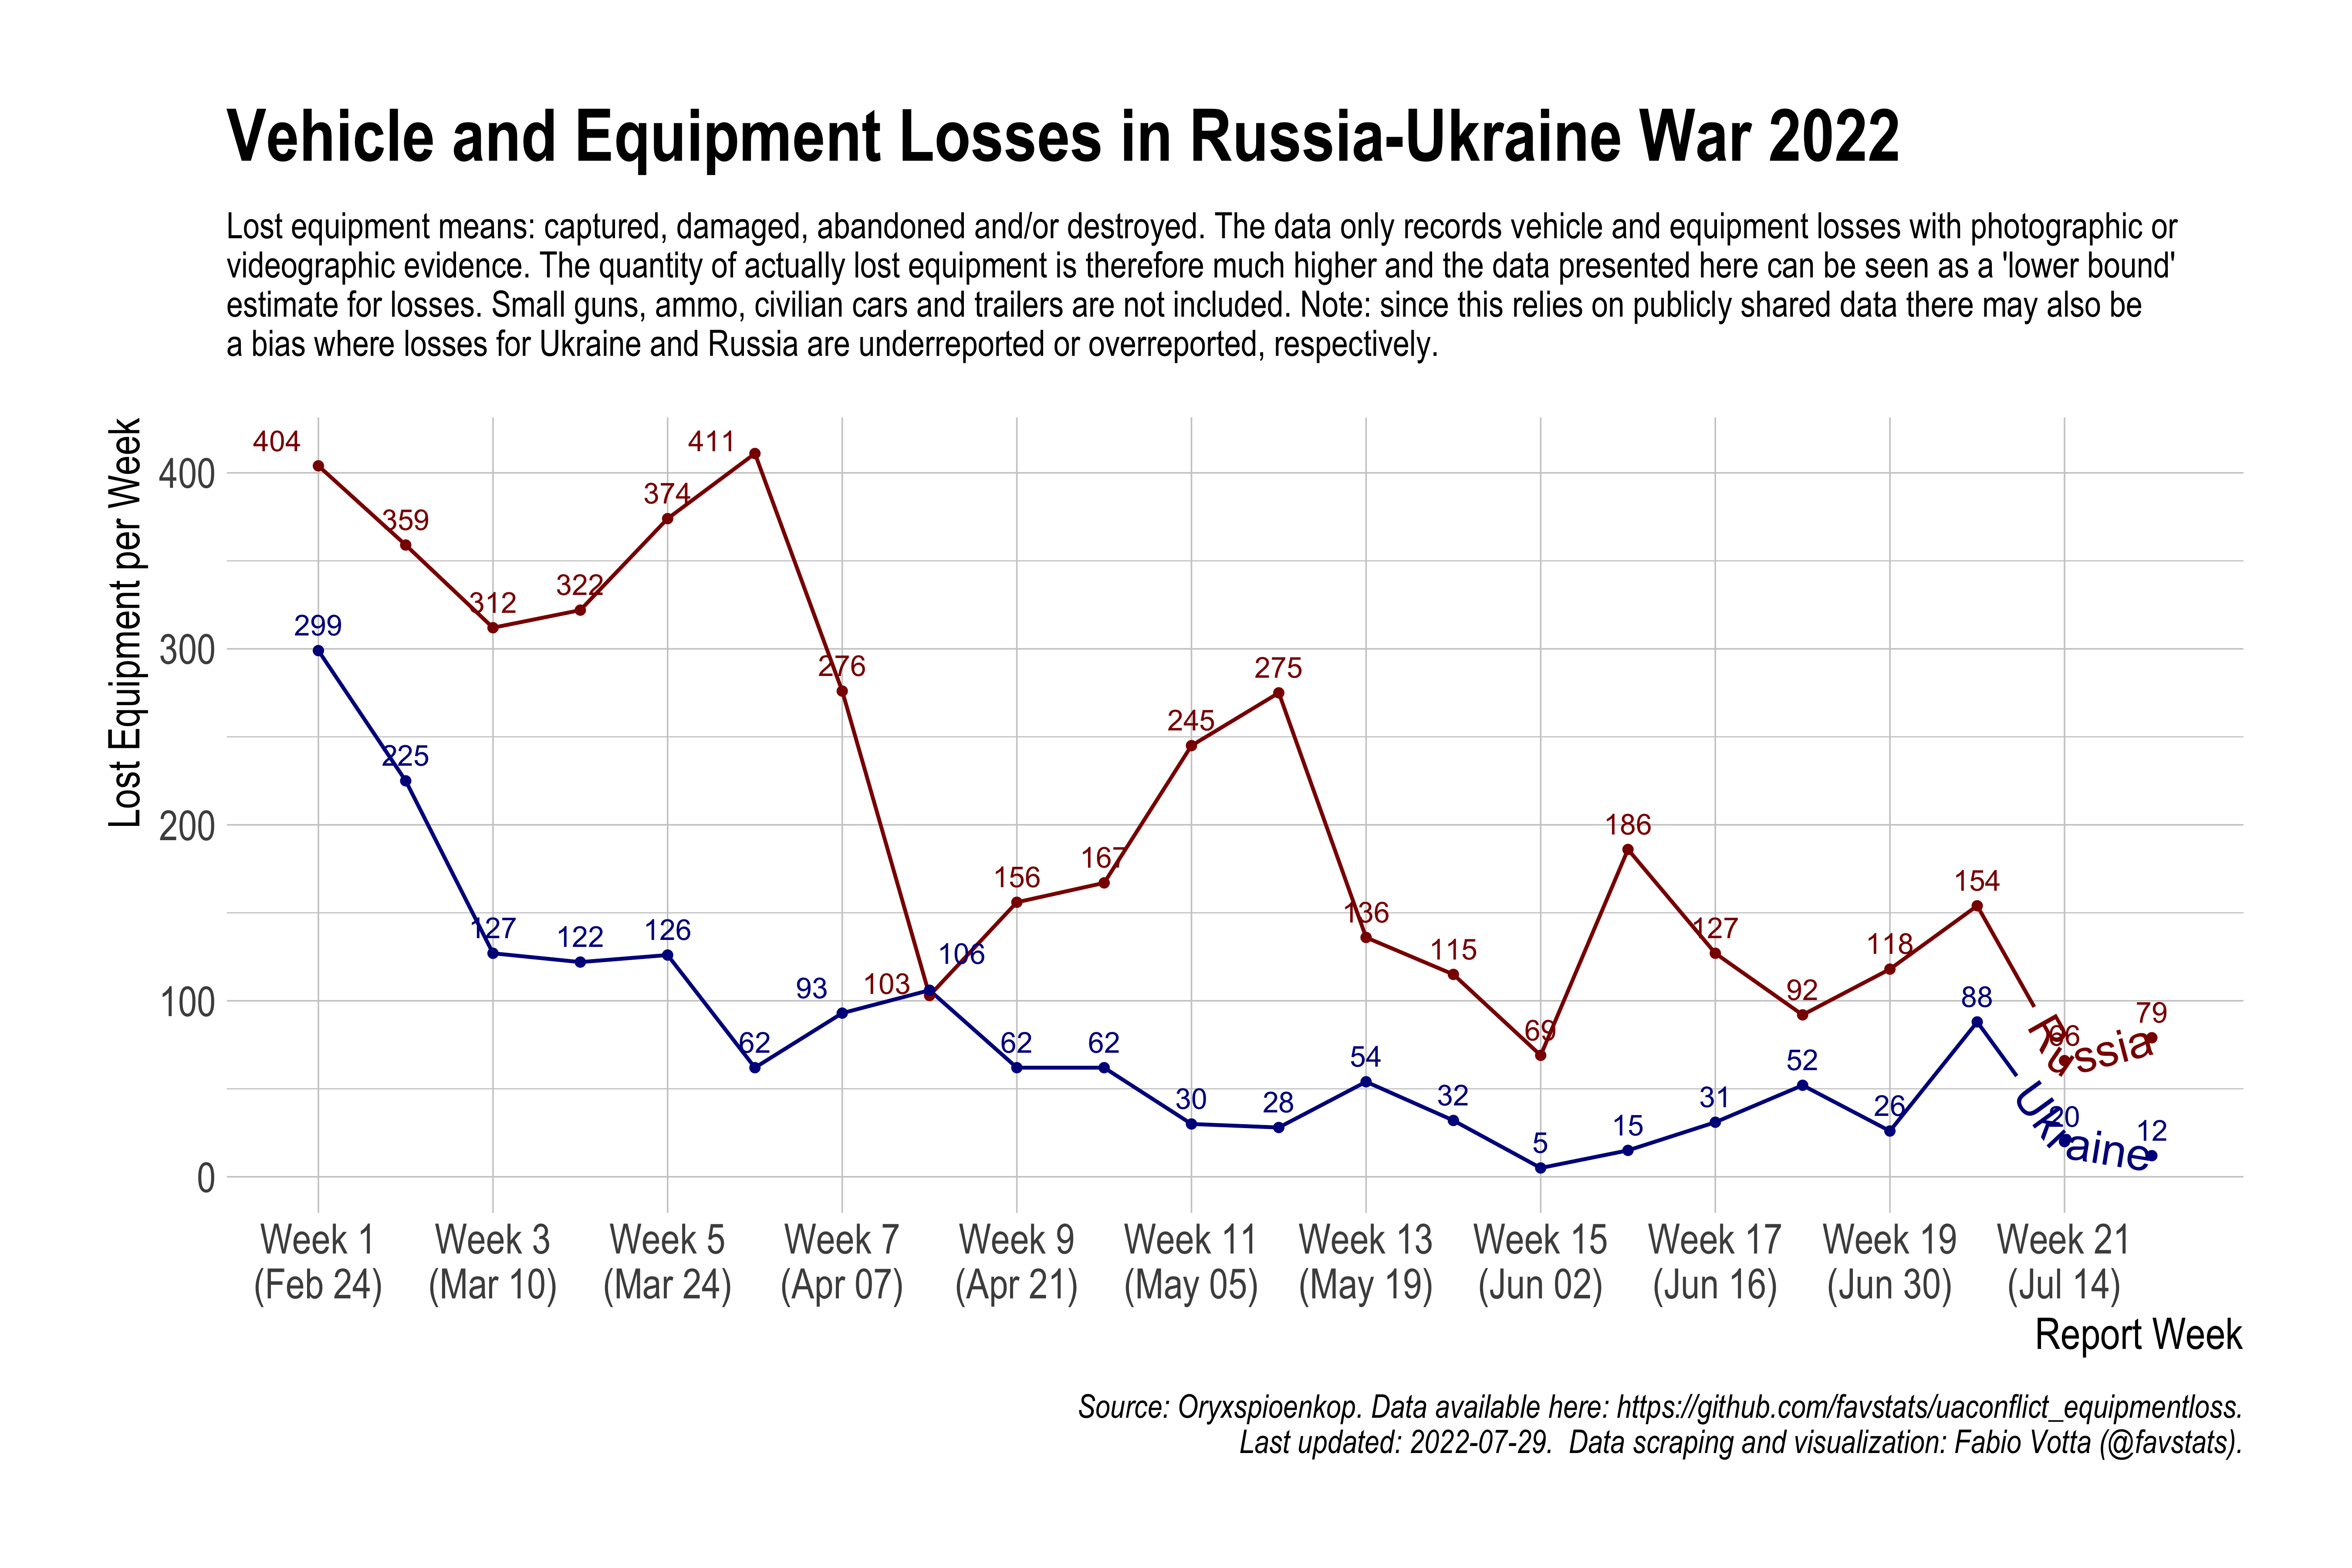 Vehicle and Equipment Losses in Russia-Ukraine War 2022
Lost equipment means: captured, damaged, abandoned and/or destroyed. The data only records vehicle and equipment losses with photographic or
videographic evidence. The quantity of actually lost equipment is therefore much higher and the data presented here can be seen as a 'lower bound'
estimate for losses. Small guns, ammo, civilian cars and trailers are not included. Note: since this relies on publicly shared data there may also be
a bias where losses for Ukraine and Russia are underreported or overreported, respectively.
Lost Equipment per Week
400
300
200
100
0
404
359
312
322
374
411
276
103
156
167
245
275
136
115
69
186
127
92
118
154
66
79
Russia
299
225
127
122
126
62
93
106
62
62
30
28
54
32
5
15
31
52
26
88
20
12
Ukraine
Week 1
(Feb 24)
Week 3
(Mar 10)
Week 5
(Mar 24)
Week 7
(Apr 07)
Week 9
(Apr 21)
Week 11
(May 05)
Week 13
(May 19)
Week 15
(Jun 02)
Week 17
(Jun 16)
Week 19
(Jun 30)
Week 21
(Jul 14)
Report Week
Source: Oryxspioenkop. Data available here: https://github.com/favstats/uaconflict_equipmentloss.
Last updated: 2022-07-29.  Data scraping and visualization: Fabio Votta (@favstats).